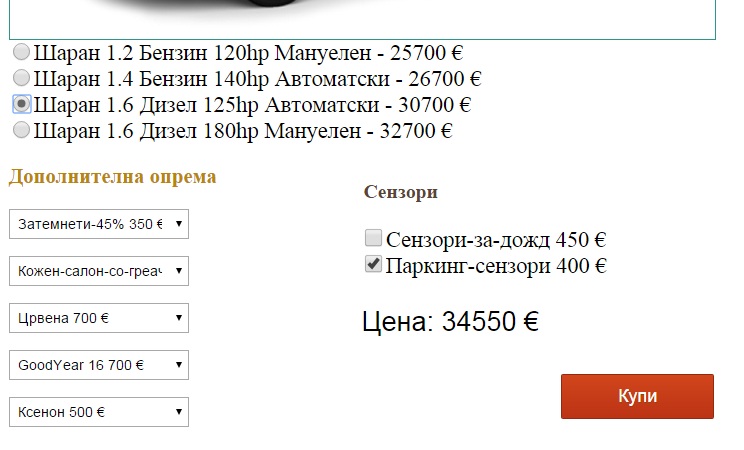 Шаран 1.2 Бензин 120hp Мануелен - 25700 €
Шаран 1.4 Бензин 140hp Автоматски - 26700 €
Шаран 1.6 Дизел 125hp Автоматски - 30700 €
Шаран 1.6 Дизел 180hp Мануелен - 32700 €
Дополнителна опрема
Затемнети-45% 350 €
Кожен-салон-со-греач
Црвена 700 €
GoodYear 16 700 €
Ксенон 500 €
Сензори
Сензори-за-дожд 450 €
Паркинг-сензори 400 €
Цена: 34550 €
Купи